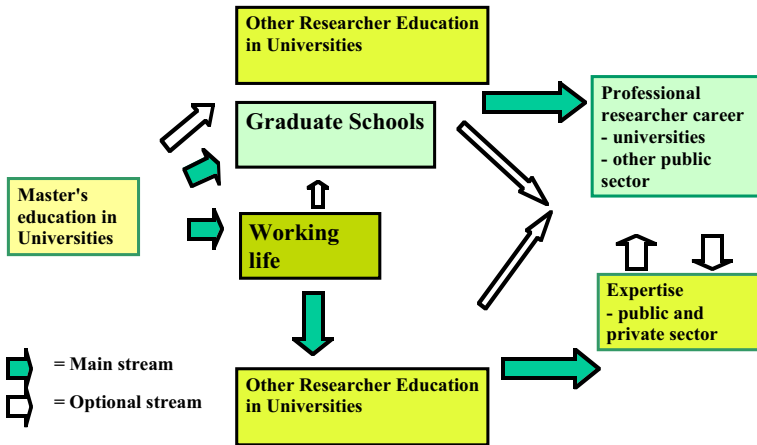 Other Researcher Education
in Universities
Graduate Schools
Professional
researcher career
- universities
- other public
sector
Master's
education in
Universities
Working
life
Expertise
- public and
private sector
= Main stream
= Optional stream
Other Researcher Education
in Universities